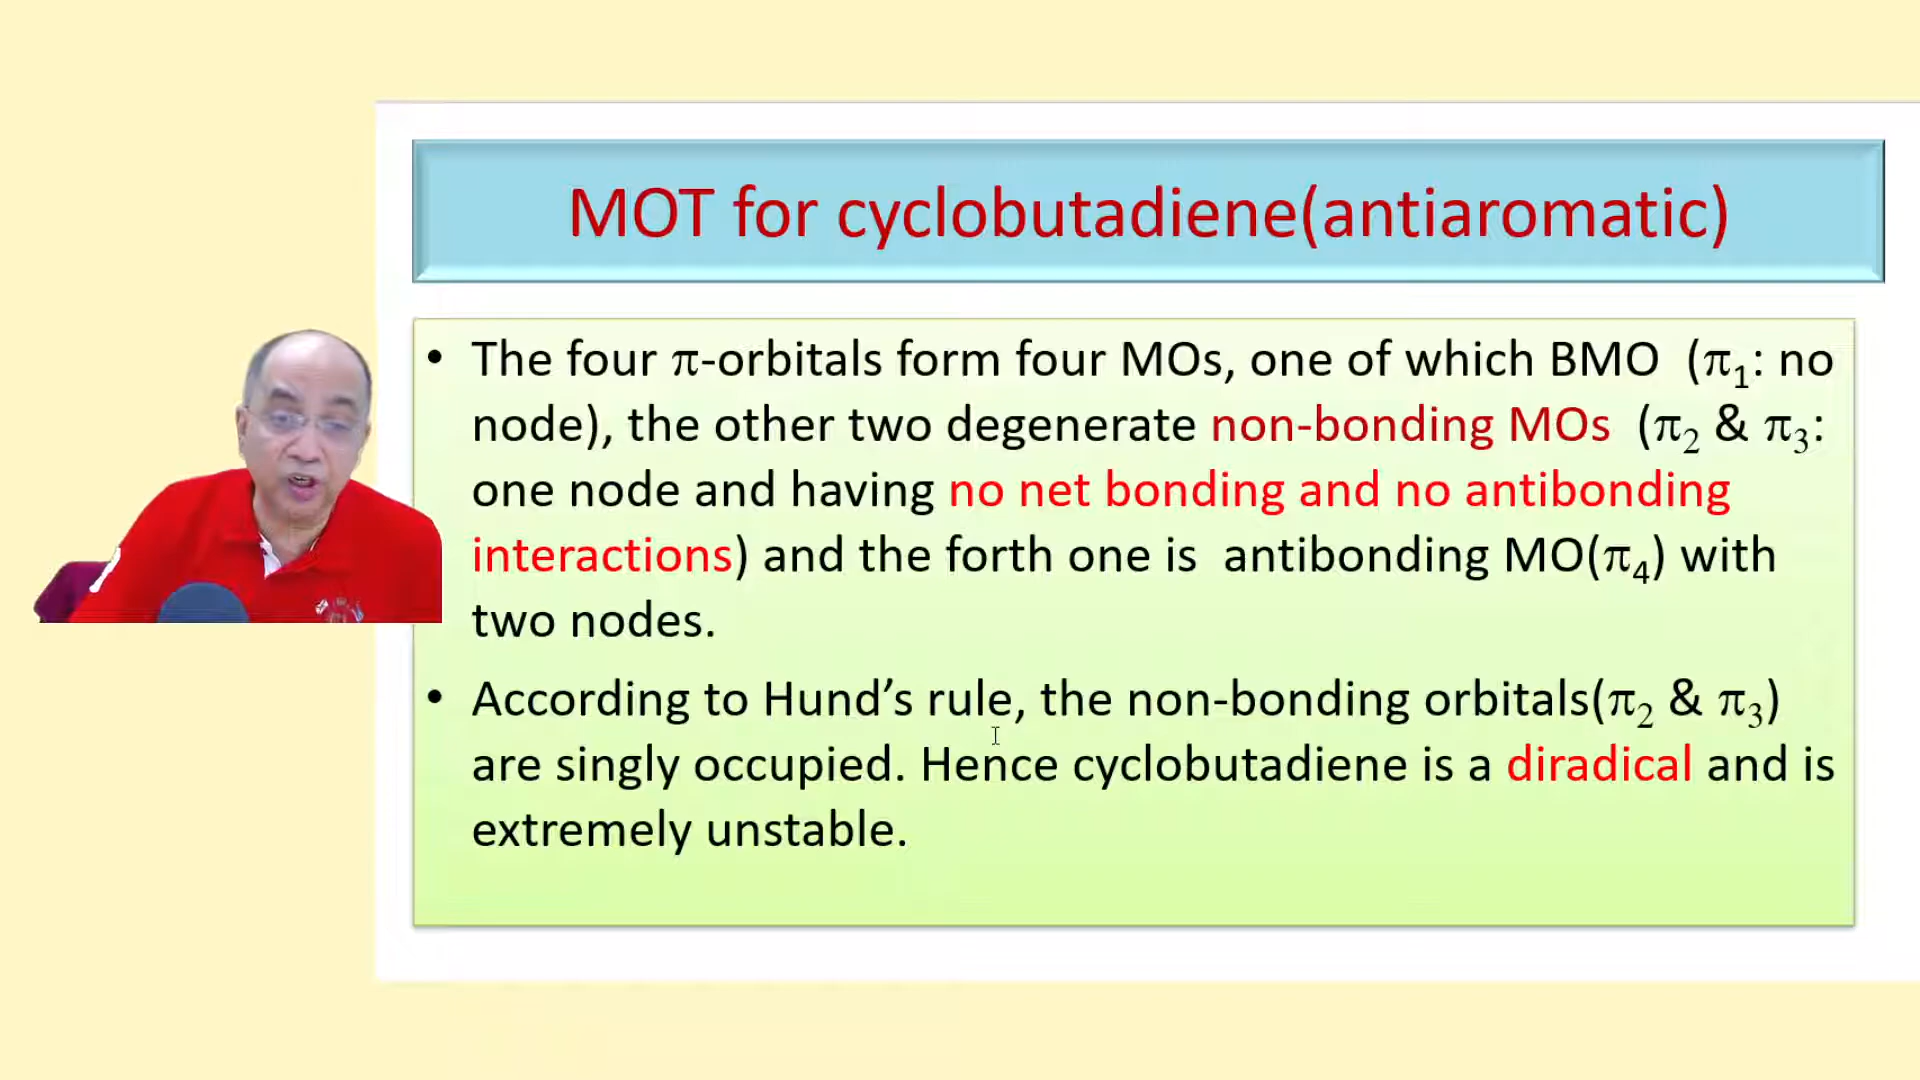 MOT for cyclobutadiene(antiaromatic)
• The four π-orbitals form four MOs, one of which BMO (π₁: no
node), the other two degenerate non-bonding MOs (π₂ & π₃:
one node and having no net bonding and no antibonding
interactions) and the forth one is antibonding MO(π₄) with
two nodes.
• According to Hund’s rule, the non-bonding orbitals(π₂ & π₃)
are singly occupied. Hence cyclobutadiene is a diradical and is
extremely unstable.